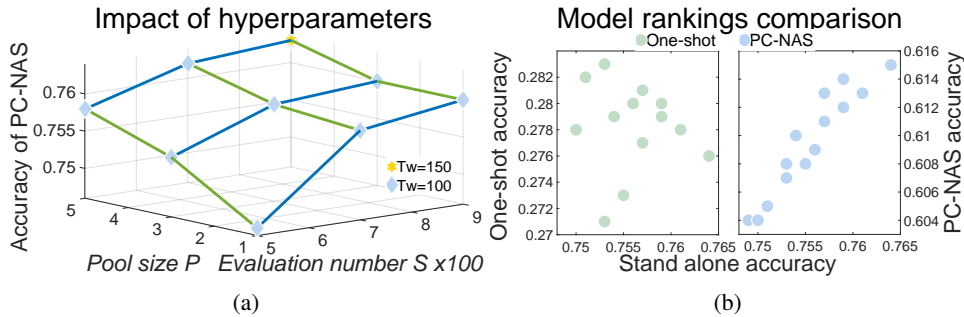 Impact of hyperparameters
Accuracy of PC-NAS
0.76
0.755
0.75
Tw=150
Tw=100
5
4
3
2
1
5
6
7
8
9
Pool size P
Evaluation number S x100
(a)
Model rankings comparison
One-shot
PC-NAS
One-shot accuracy
0.282
0.28
0.278
0.276
0.274
0.272
0.27
0.75
0.755
0.76
0.765
0.75
0.755
0.76
0.765
0.616
0.614
0.612
0.61
0.608
0.606
0.604
PC-NAS accuracy
Stand alone accuracy
(b)